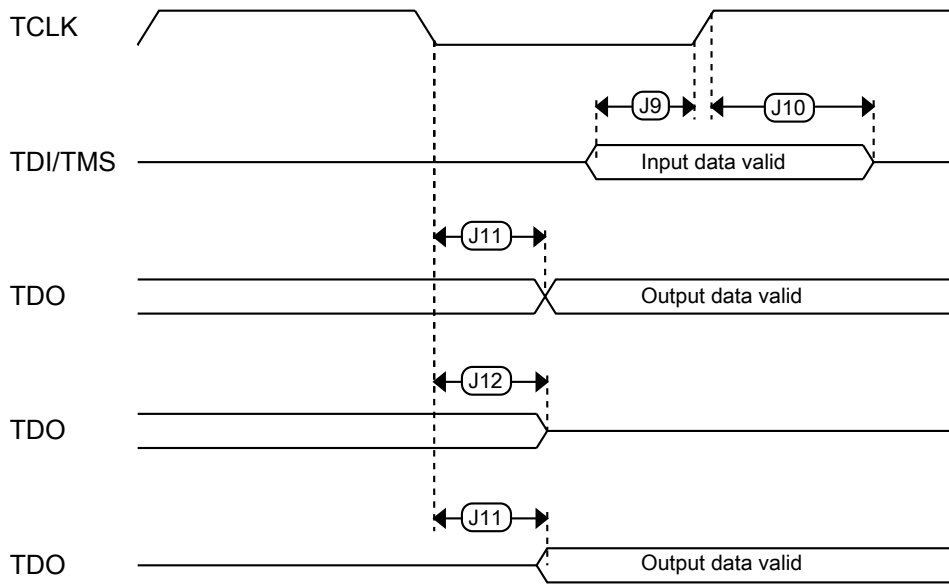 TCLK
J9
J10
TDI/TMS
Input data valid
J11
TDO
Output data valid
J12
TDO
J11
TDO
Output data valid